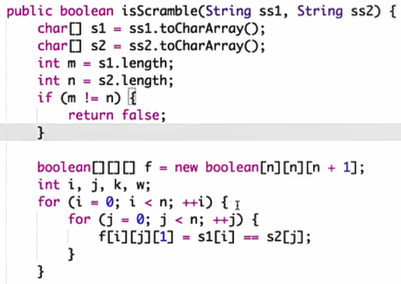 public boolean isScramble(String ss1, String ss2) {
char[] s1 = ss1.toCharArray();
char[] s2 = ss2.toCharArray();
int m = s1.length;
int n = s2.length;
if (m != n) {
return false;
}
boolean[][][] f = new boolean[n][n][n + 1];
int i, j, k, w;
for (i = 0; i < n; ++i) {
for (j = 0; j < n; ++j) {
f[i][j][1] = s1[i] == s2[j];
}
}